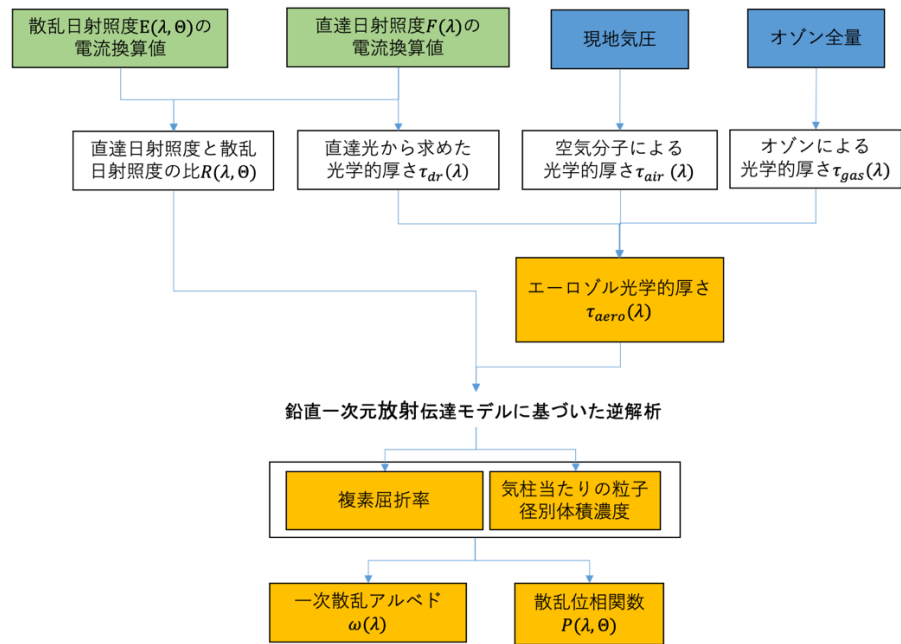 散乱日射照度E(λ, Θ)の
電流換算値
直達日射照度F(λ)の
電流換算値
現地気圧
オゾン全量
直達日射照度と散乱
日射照度の比R(λ, Θ)
直達光から求めた
光学的厚さτ_dr(λ)
空気分子による
光学的厚さτ_air (λ)
オゾンによる
光学的厚さτ_gas(λ)
エーロゾル光学的厚さ
τ_aero(λ)
鉛直一次元放射伝達モデルに基づいた逆解析
複素屈折率
気柱当たりの粒子
径別体積濃度
一次散乱アルベド
ω(λ)
散乱位相関数
P(λ, Θ)